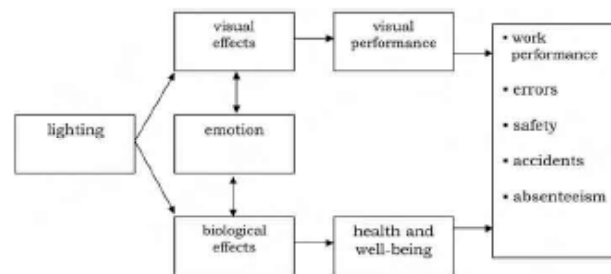 visual
effects
visual
performance
• work
performance
• errors
• safety
• accidents
• absenteeism
lighting
emotion
biological
effects
health and
well-being